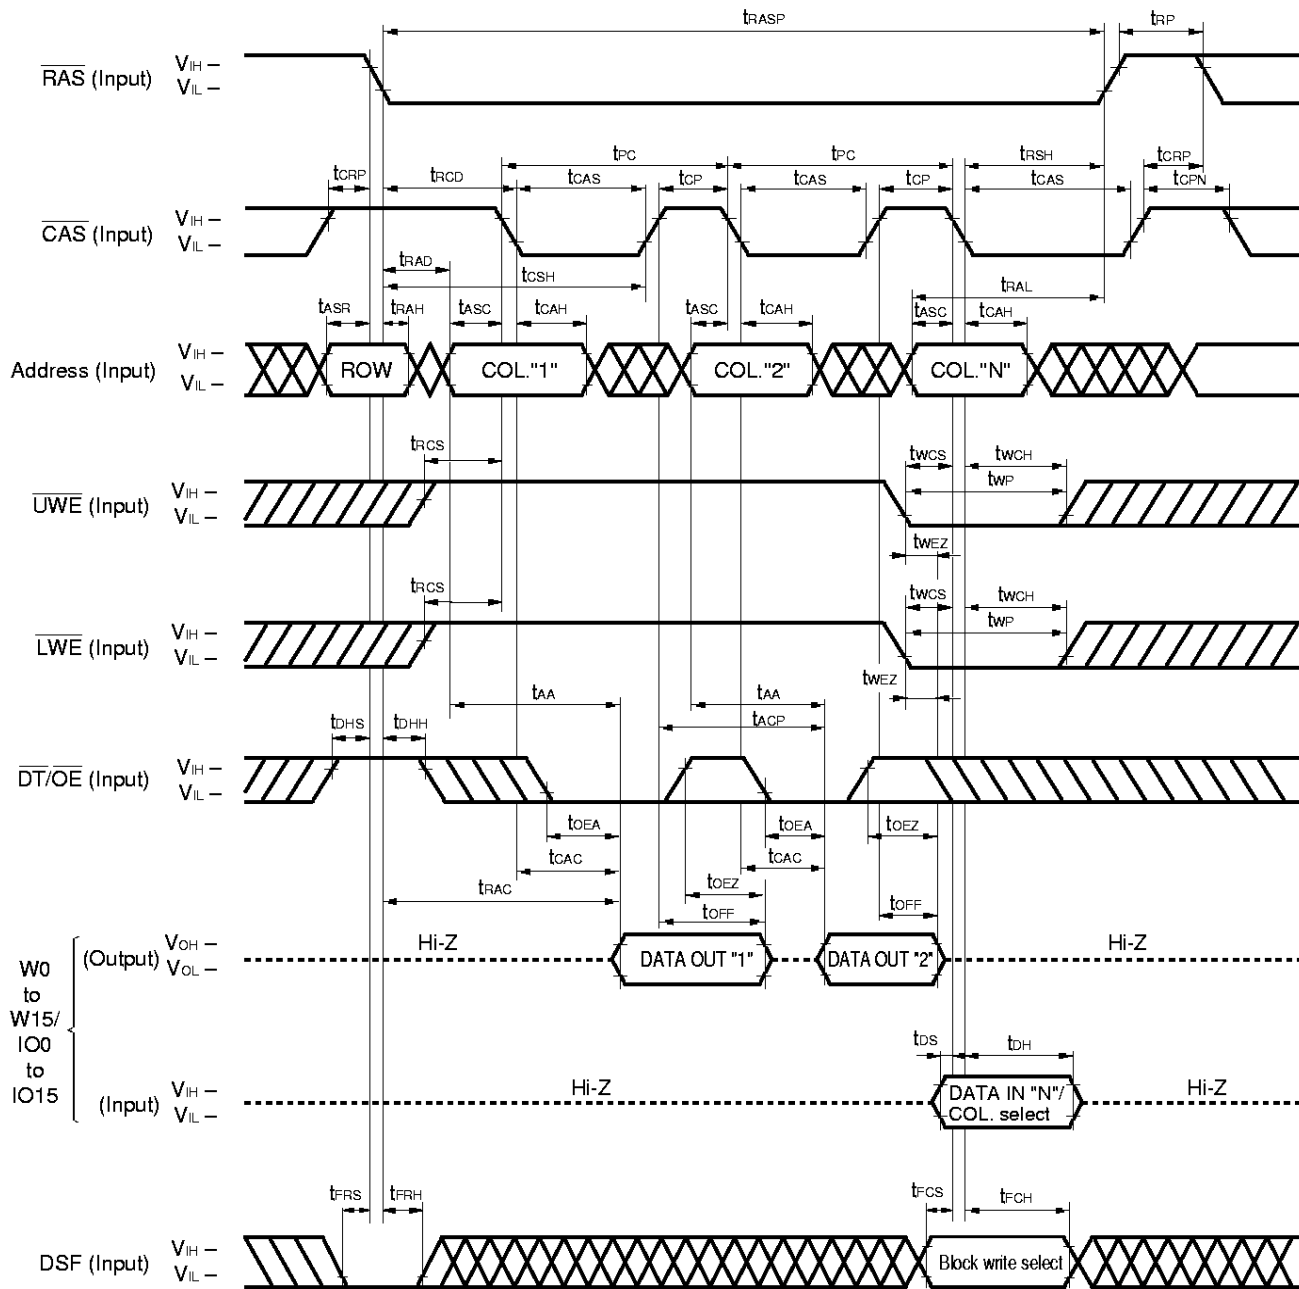 tRASP tRP
RAS (Input) VIH – VIL –
tPC tPC tRSH tCRP
tCRP tRCD tCAS tCP tCAS tCP tCAS tCPN
CAS (Input) VIH – VIL –
tRAD tCSH tRAL
tASR tRAH tASC tCAH tASC tCAH tASC tCAH
Address (Input) VIH – VIL – ROW COL."1" COL."2" COL."N"
tRCS tWCS tWCH
tWP
UWE (Input) VIH – VIL –
tWEZ
tRCS tWCS tWCH
tWP
LWE (Input) VIH – VIL –
tWEZ
tAA tAA
tDHS tDHH tACP
DT/OE (Input) VIH – VIL –
tOEA tOEA tOEZ
tCAC tCAC
tRAC tOEZ
tOFF tOFF
W0 to W15/ IO0 to IO15
(Output) VOH – VOL – Hi-Z DATA OUT "1" DATA OUT "2" Hi-Z
tDS tDH
(Input) VIH – VIL – Hi-Z DATA IN "N"/ COL. select Hi-Z
tFRS tFRH tFCS tFCH
DSF (Input) VIH – VIL – Block write select